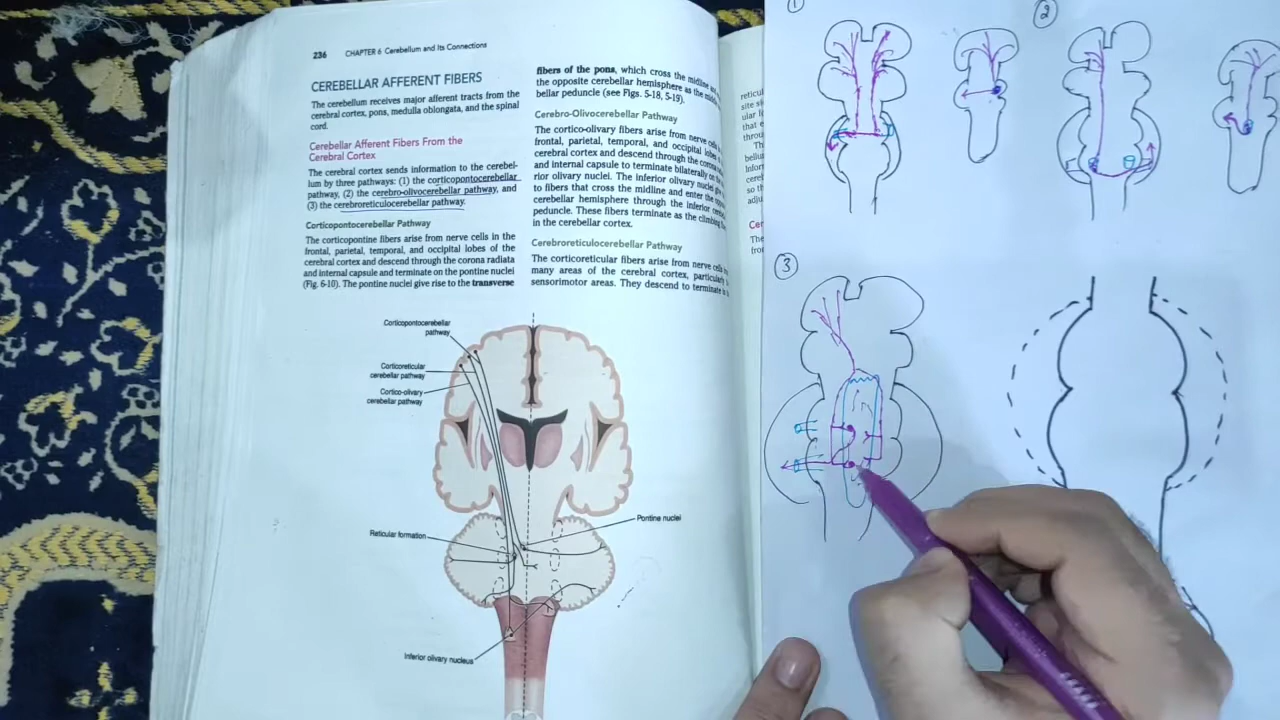 236 CHAPTER 6 Cerebellum and Its Connections
CEREBELLAR AFFERENT FIBERS
The cerebellum receives major afferent tracts from the
cerebral cortex, pons, medulla oblongata, and the spinal
cord.
Cerebellar Afferent Fibers From the
Cerebral Cortex
The cerebral cortex sends information to the cerebel-
lum by three pathways: (1) the corticopontocerebellar
pathway, (2) the cerebro-olivocerebellar pathway, and
(3) the cerebroreticulocerebellar pathway.
Corticopontocerebellar Pathway
The corticopontine fibers arise from nerve cells in the
frontal, parietal, temporal, and occipital lobes of the
cerebral cortex and descend through the corona radiata
and internal capsule and terminate on the pontine nuclei
(Fig. 6-10). The pontine nuclei give rise to the transverse
fibers of the pons, which cross the midline and
the opposite cerebellar hemisphere as the
bellar peduncle (see Figs. 5-18, 5-19).
Cerebro-Olivocerebellar Pathway
The cortico-olivary fibers arise from nerve
frontal, parietal, temporal, and occipital lobes
cerebral cortex and descend through the corona
and internal capsule to terminate bilaterally on
rior olivary nuclei. The inferior olivary nuclei
to fibers that cross the midline and enter the
cerebellar hemisphere through the inferior
peduncle. These fibers terminate as the climbing
in the cerebellar cortex.
Cerebroreticulocerebellar Pathway
The corticoreticular fibers arise from nerve cells
many areas of the cerebral cortex, particularly
sensorimotor areas. They descend to terminate
Corticopontocerebellar
pathway
Corticoreticular
cerebellar pathway
Cortico-olivary
cerebellar pathway
Reticular formation
Pontine nuclei
Inferior olivary nucleus
1
2
3